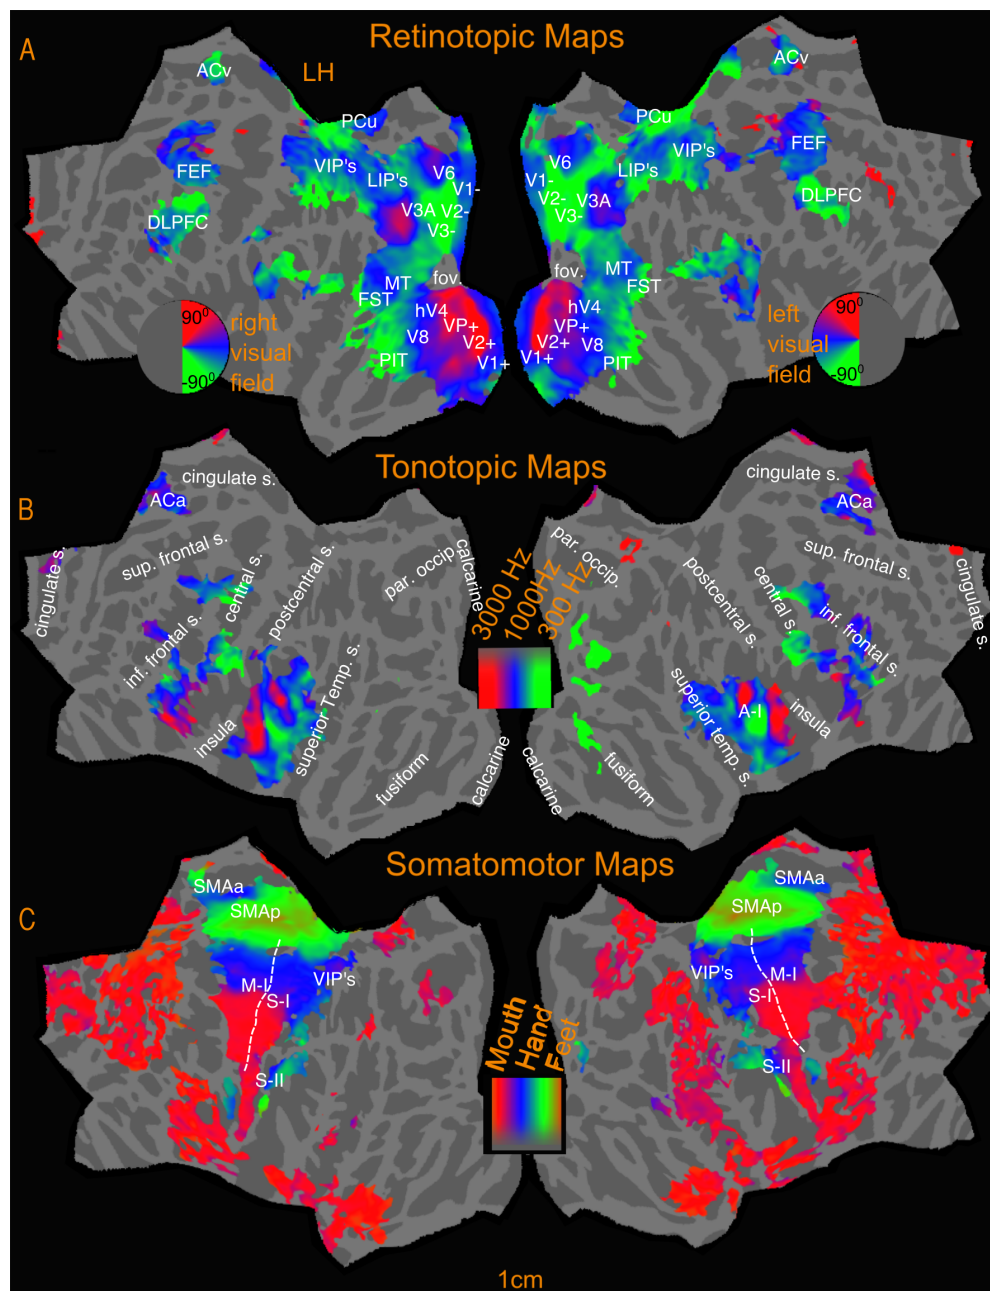 A
Retinotopic Maps
LH
ACv
ACv
PCu
PCu
FEF
VIP's
LIP's
V6
V1-
V6
V1-
LIP's
VIP's
FEF
DLPFC
V3A
V2-
V3-
V2-
V3-
V3A
DLPFC
MT
FST
fov.
fov.
MT
FST
hV4
VP+
V8
V2+
PIT
V1+
hV4
VP+
V2+
V8
V1+
PIT
90⁰
-90⁰
right
visual
field
left
visual
field
90⁰
-90⁰
B
Tonotopic Maps
cingulate s.
ACa
cingulate s.
ACa
cingulate s.
sup. frontal s.
central s.
postcentral s.
par. occip.
calcarine
par. occip.
postcentral s.
central s.
sup. frontal s.
inf. frontal s.
cingulate s.
inf. frontal s.
insula
superior Temp. s.
fusiform
calcarine
3000 Hz
1000Hz
300 Hz
superior temp. s.
A-I
insula
calcarine
fusiform
C
Somatomotor Maps
SMAa
SMAp
SMAa
SMAp
M-I
S-I
VIP's
VIP's
M-I
S-I
S-II
S-II
Mouth
Hand
Feet
1cm